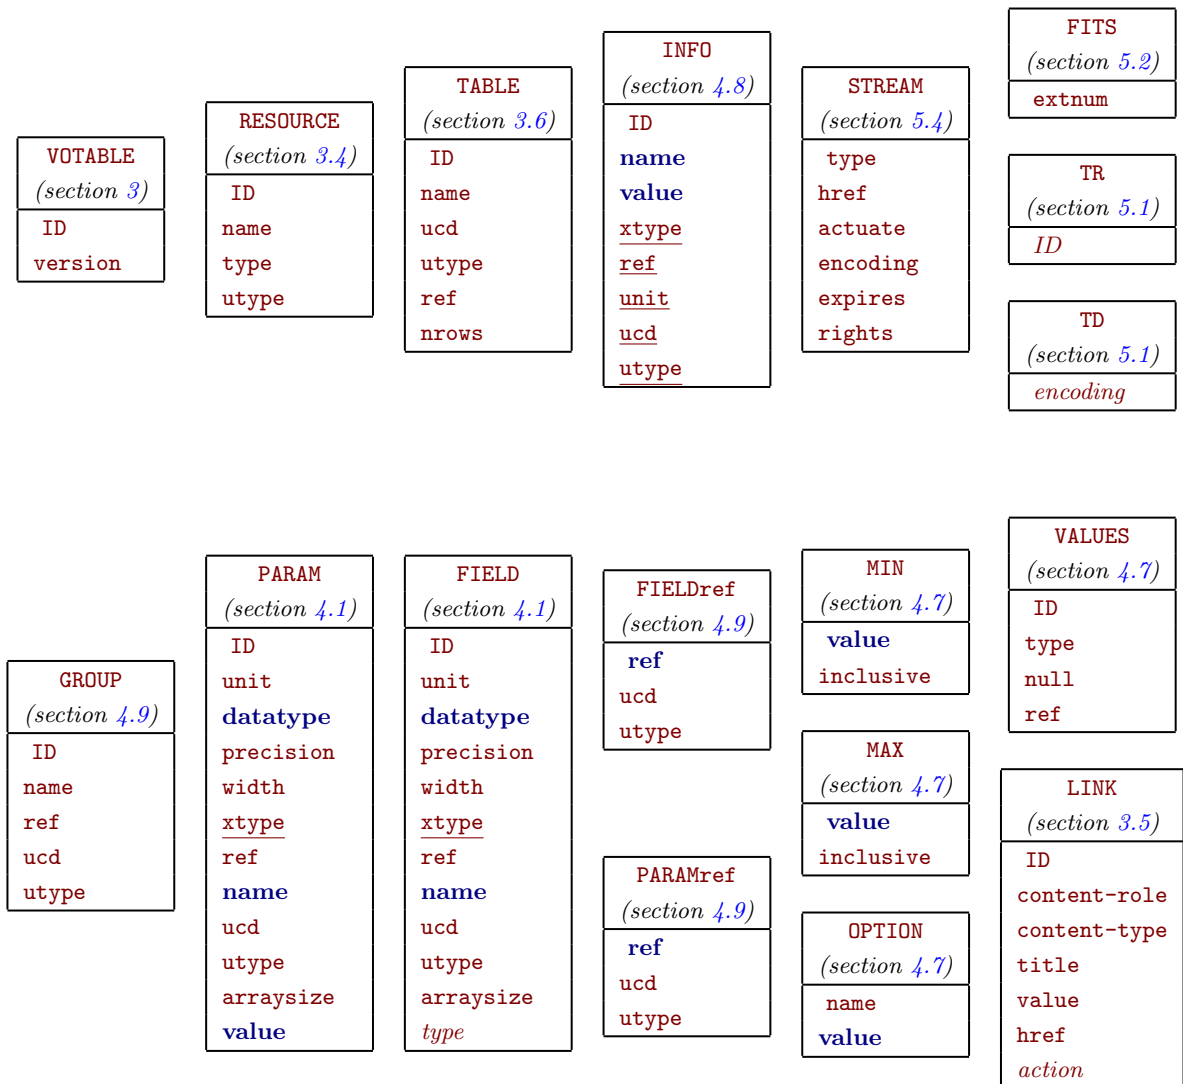 VOTABLE
(section 3)
ID
version
RESOURCE
(section 3.4)
ID
name
type
utype
TABLE
(section 3.6)
ID
name
ucd
utype
ref
nrows
INFO
(section 4.8)
ID
name
value
xtype
ref
unit
ucd
utype
STREAM
(section 5.4)
type
href
actuate
encoding
expires
rights
FITS
(section 5.2)
extnum
TR
(section 5.1)
ID
TD
(section 5.1)
encoding
GROUP
(section 4.9)
ID
name
ref
ucd
utype
PARAM
(section 4.1)
ID
unit
datatype
precision
width
xtype
ref
name
ucd
utype
arraysize
value
FIELD
(section 4.1)
ID
unit
datatype
precision
width
xtype
ref
name
ucd
utype
arraysize
type
FIELDref
(section 4.9)
ref
ucd
utype
PARAMref
(section 4.9)
ref
ucd
utype
MIN
(section 4.7)
value
inclusive
MAX
(section 4.7)
value
inclusive
OPTION
(section 4.7)
name
value
VALUES
(section 4.7)
ID
type
null
ref
LINK
(section 3.5)
ID
content-role
content-type
title
value
href
action